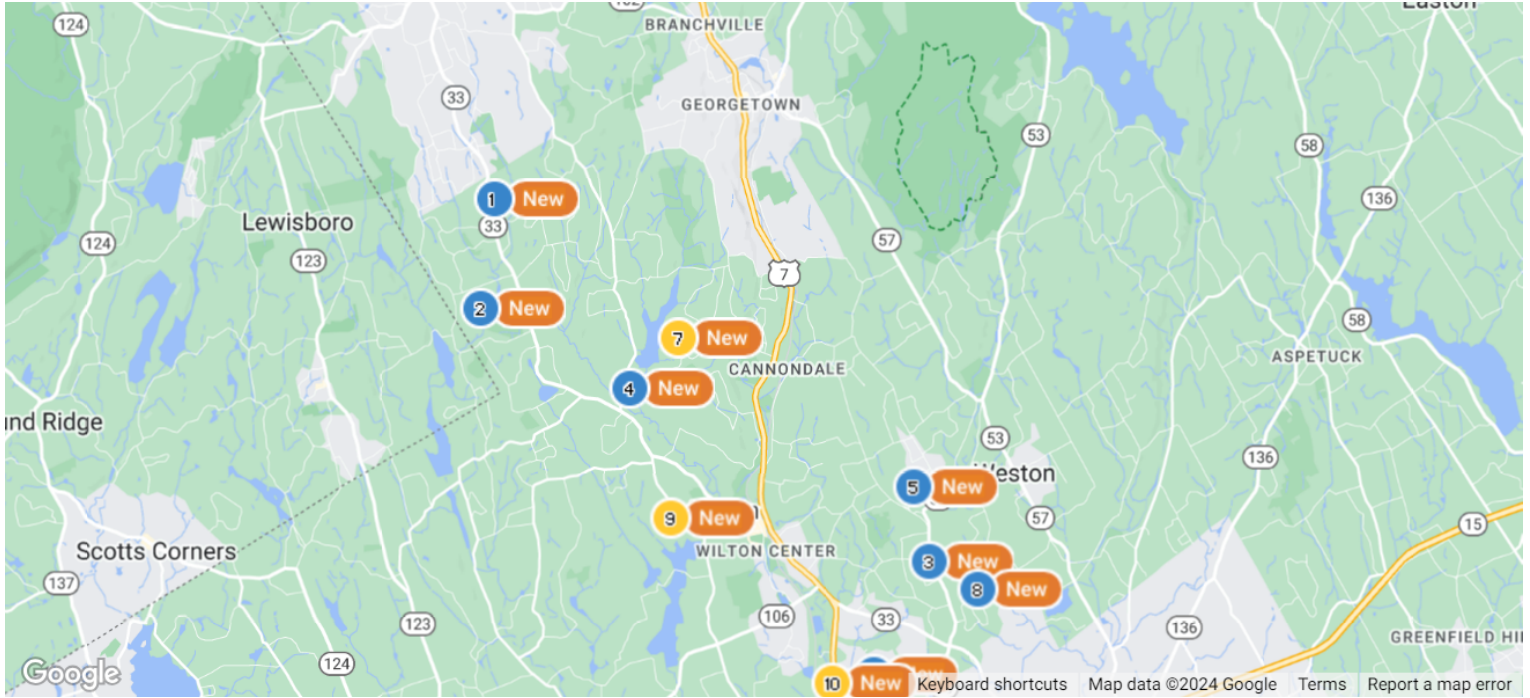 Easton
124
BRANCHVILLE
33
GEORGETOWN
53
58
1 New
136
Lewisboro
33
124
57
123
7
2 New
58
7 New
ASPETUCK
CANNONDALE
4 New
und Ridge
53
136
Weston
5 New
9 New
57
15
Scotts Corners
WILTON CENTER
3 New
137
8 New
106
33
123
136
GREENFIELD HI
124
Google
10 New
New
Keyboard shortcuts
Map data ©2024 Google
Terms
Report a map error